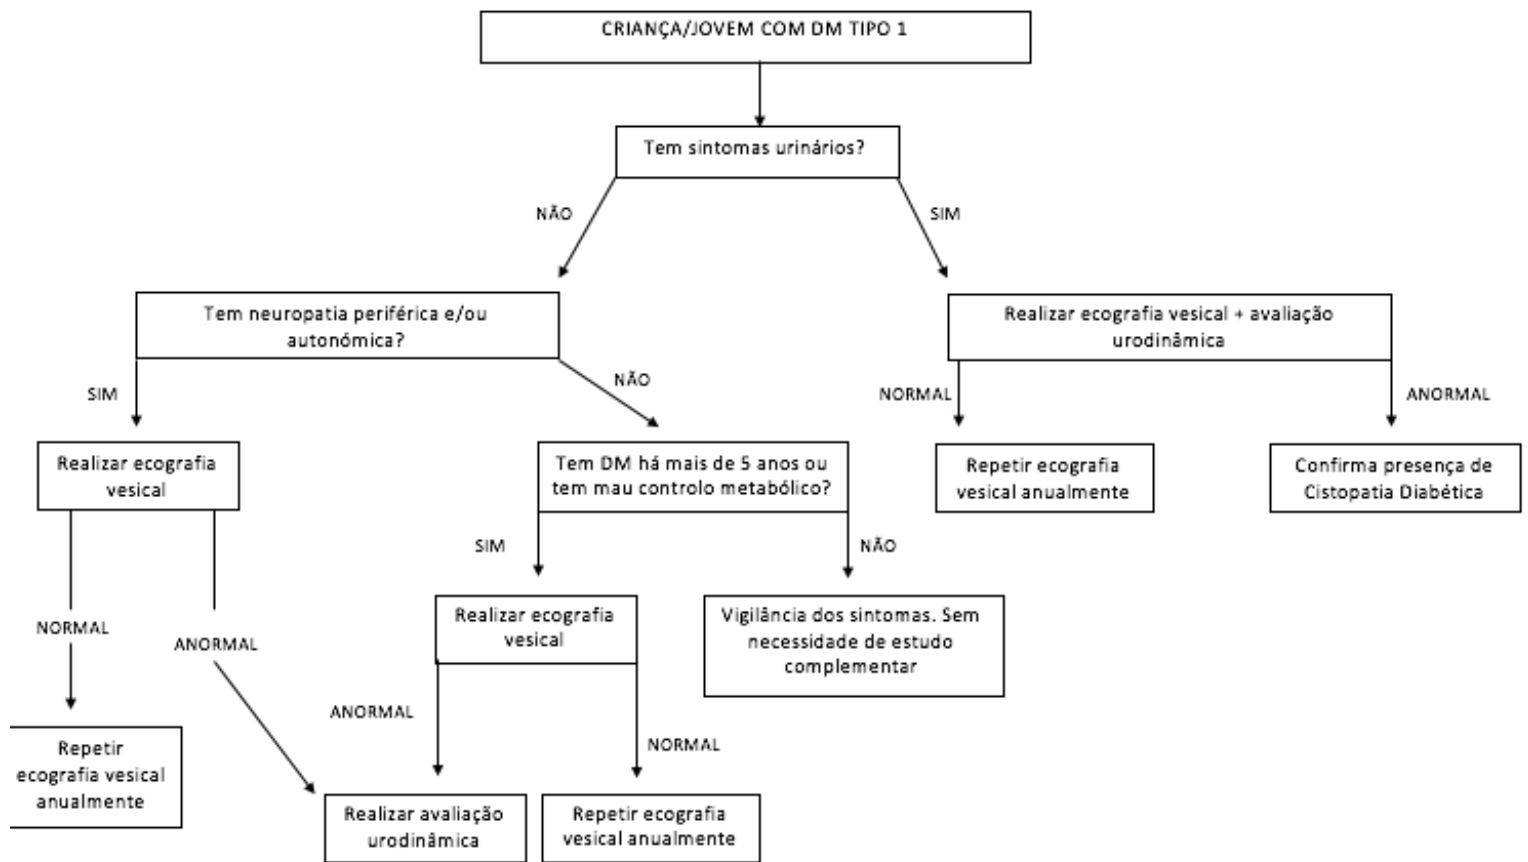 CRIANÇA/JOVEM COM DM TIPO 1
Tem sintomas urinários?
NÃO
SIM
Tem neuropatia periférica e/ou
autonómica?
Realizar ecografia vesical + avaliação
urodinâmica
SIM
NÃO
NORMAL
ANORMAL
Realizar ecografia
vesical
Tem DM há mais de 5 anos ou
tem mau controlo metabólico?
Repetir ecografia
vesical anualmente
Confirma presença de
Cistopatia Diabética
SIM
NÃO
NORMAL
ANORMAL
Realizar ecografia
vesical
Vigilância dos sintomas. Sem
necessidade de estudo
complementar
ANORMAL
NORMAL
Repetir
ecografia vesical
anualmente
Realizar avaliação
urodinâmica
Repetir ecografia
vesical anualmente